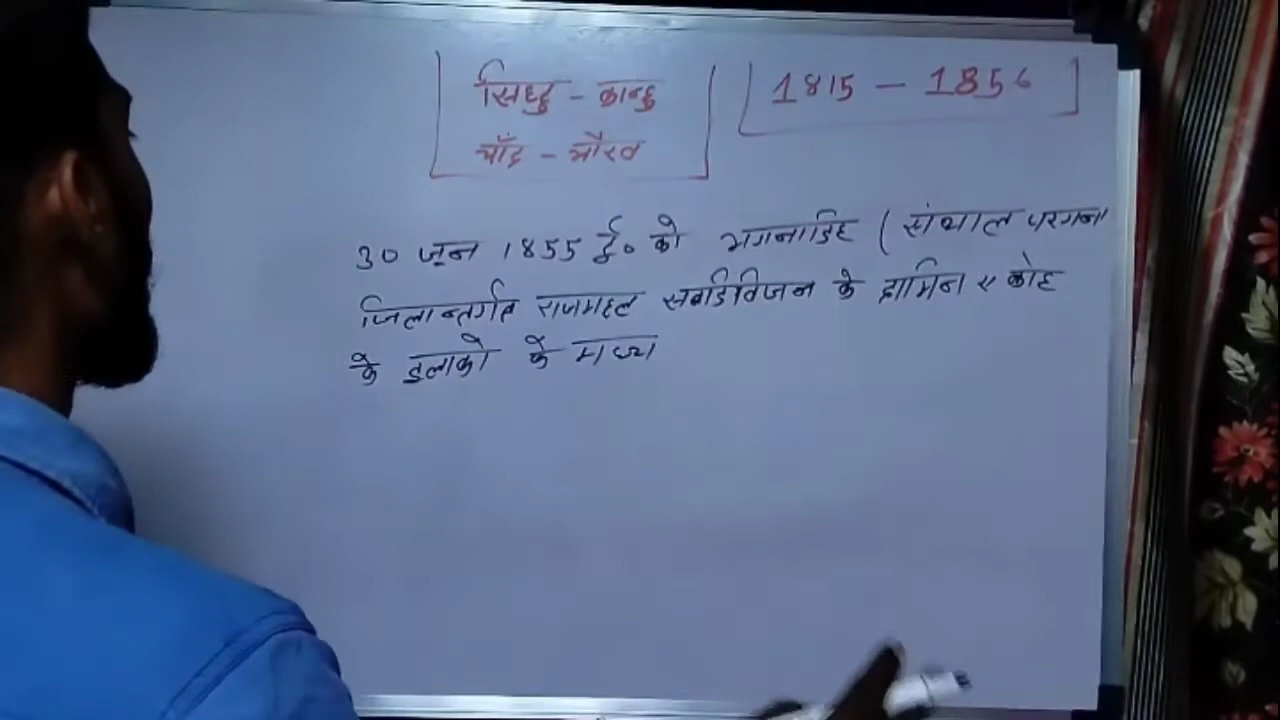 सिधु - कान्हु
चाँद - भैरव
1815 - 1856
30 जून 1855 ई० को भगनाडिह (संथाल परगना
जिलान्तर्गत राजमहल सबडिविजन के दामिन ए कोह
के इलाको के मध्य